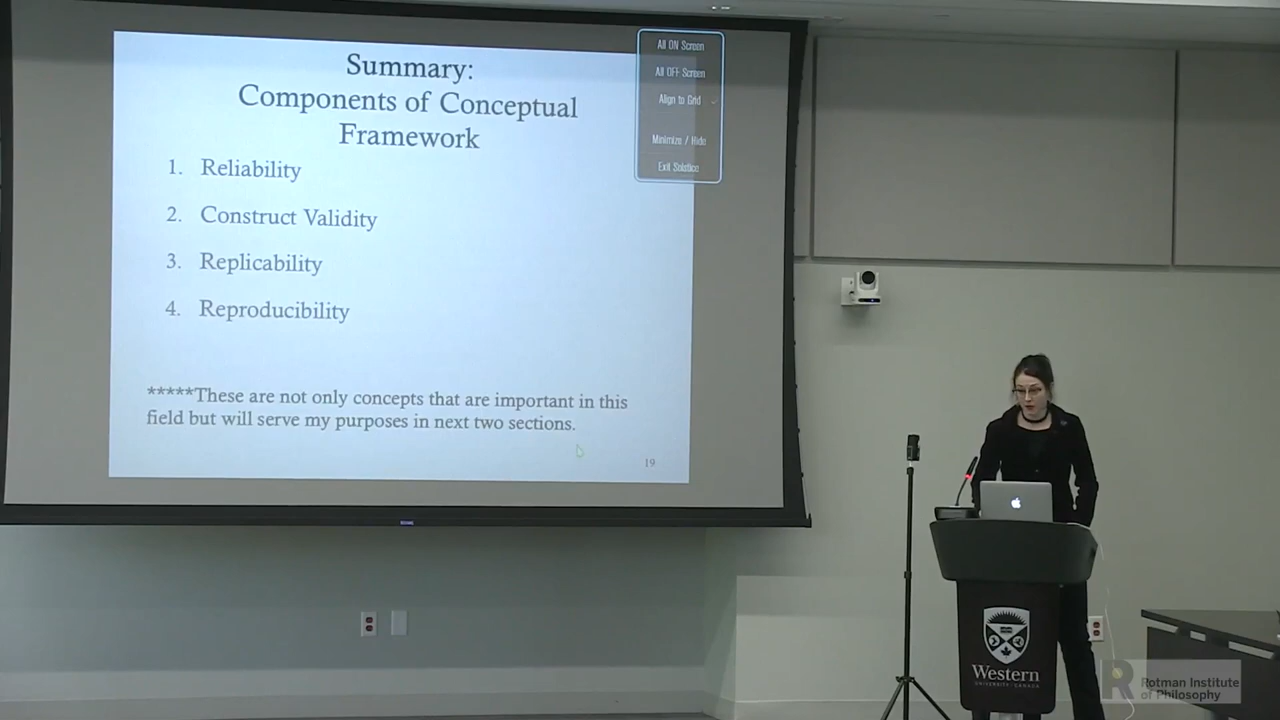 Summary:
Components of Conceptual
Framework
1. Reliability
2. Construct Validity
3. Replicability
4. Reproducibility
*****These are not only concepts that are important in this
field but will serve my purposes in next two sections.
19
All ON Screen
All OFF Screen
Align to Grid
Minimize / Hide
Exit Solstice
Western
UNIVERSITY · CANADA
R
Rotman Institute
of Philosophy